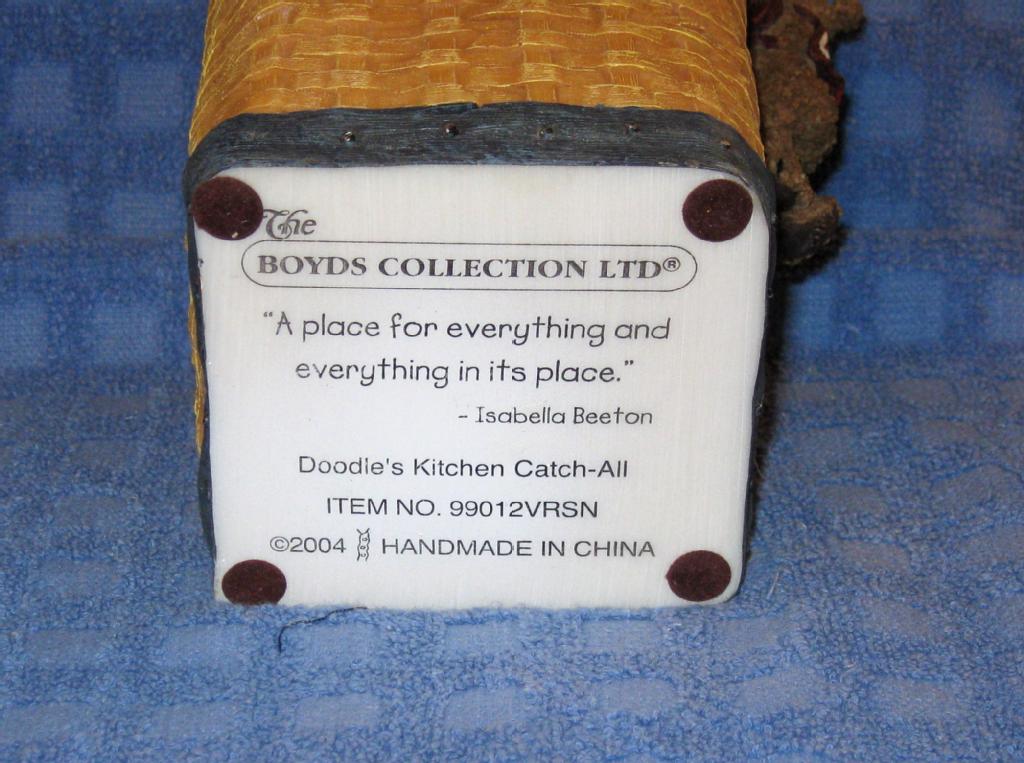 The
BOYDS COLLECTION LTD®
"A place for everything and
everything in its place."
- Isabella Beeton
Doodle's Kitchen Catch-All
ITEM NO. 99012VRSN
©2004 HANDMADE IN CHINA